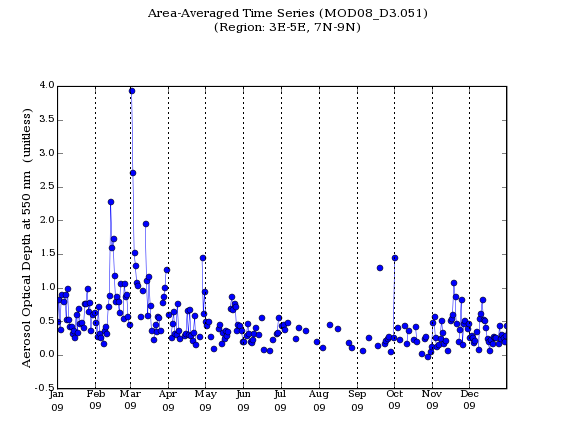 Area-Averaged Time Series (MOD08_D3.051)
(Region: 3E-5E, 7N-9N)
Aerosol Optical Depth at 550 nm (unitless)
4.0
3.5
3.0
2.5
2.0
1.5
1.0
0.5
0.0
-0.5
Jan Feb Mar Apr May Jun Jul Aug Sep Oct Nov Dec
09 09 09 09 09 09 09 09 09 09 09 09